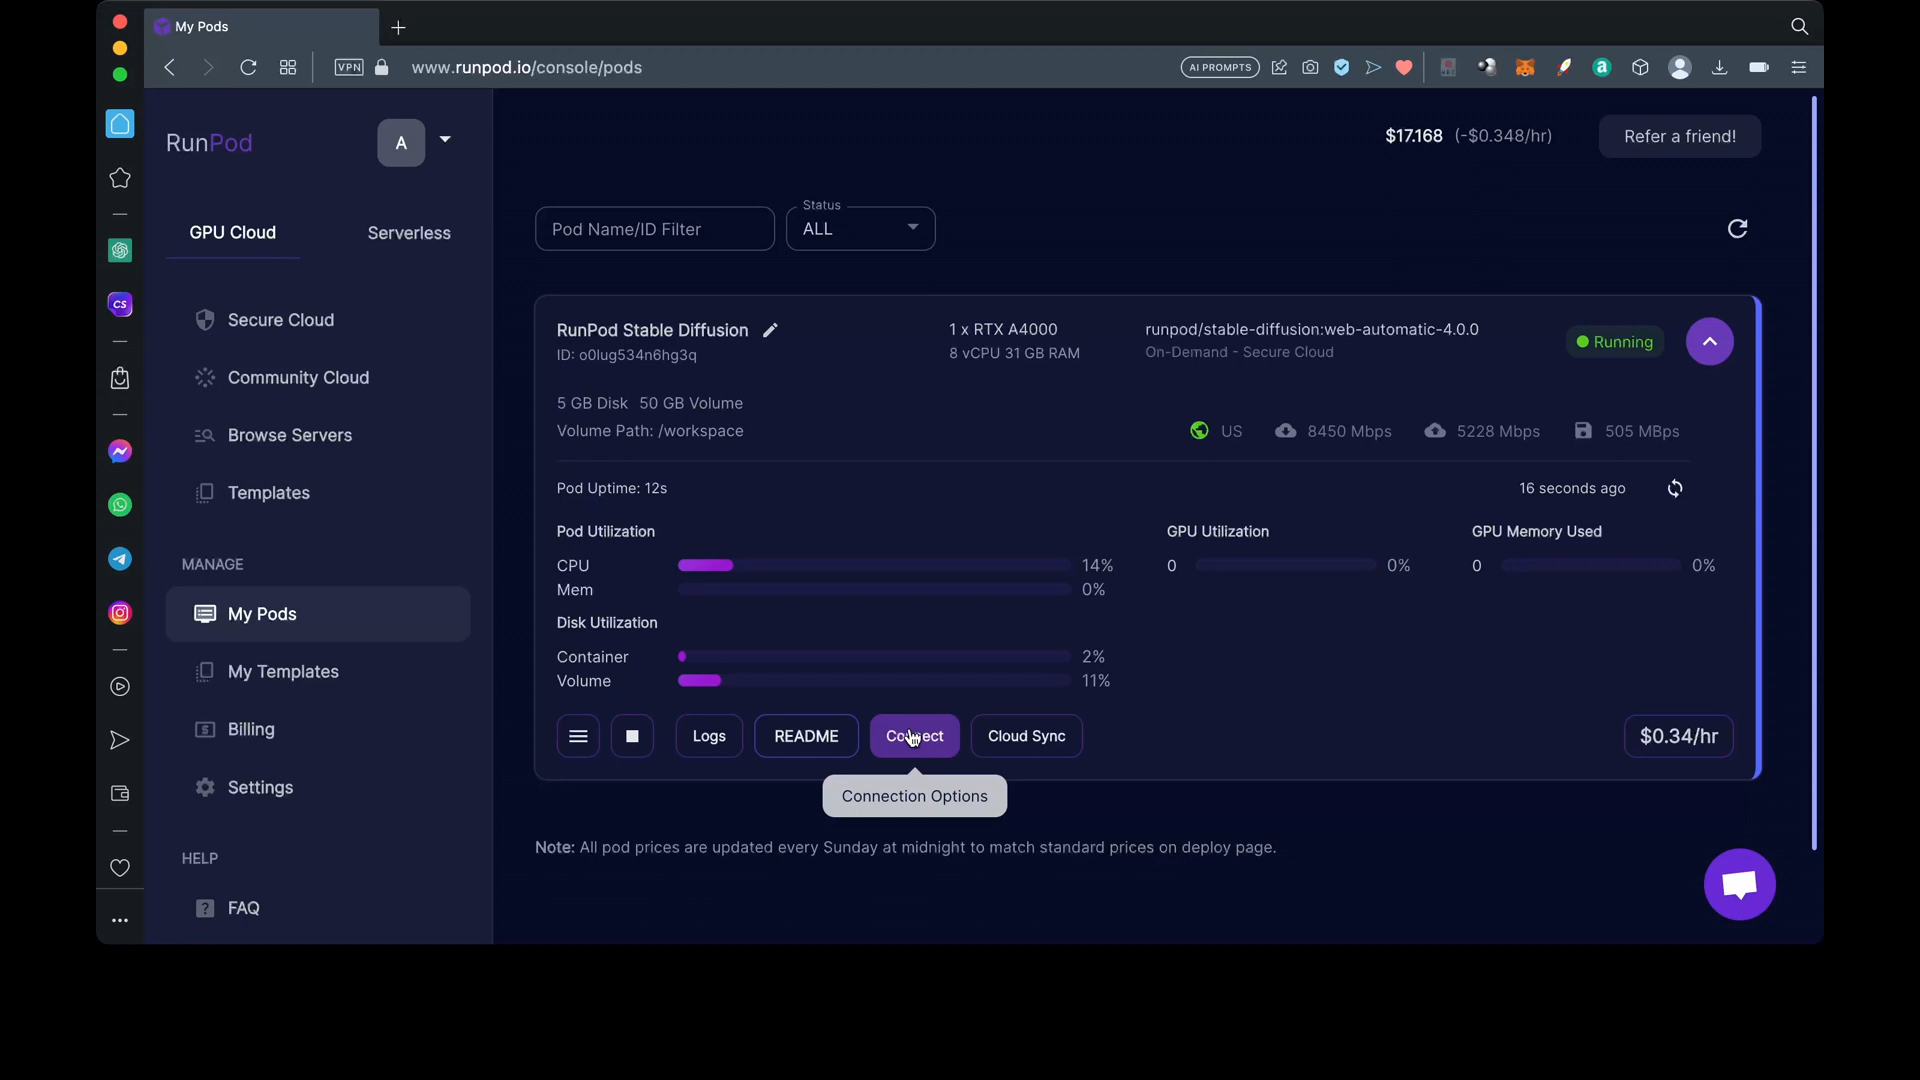 My Pods
VPN
www.runpod.io/console/pods
AI PROMPTS
a
RunPod
A
$17.168 (-$0.348/hr)
Refer a friend!
GPU Cloud
Serverless
Pod Name/ID Filter
Status
ALL
CS
Secure Cloud
Community Cloud
Browse Servers
Templates
MANAGE
My Pods
My Templates
Billing
Settings
HELP
FAQ
RunPod Stable Diffusion
ID: o0lug534n6hg3q
1 x RTX A4000
8 vCPU 31 GB RAM
runpod/stable-diffusion:web-automatic-4.0.0
On-Demand - Secure Cloud
Running
5 GB Disk 50 GB Volume
Volume Path: /workspace
US
8450 Mbps
5228 Mbps
505 MBps
Pod Uptime: 12s
16 seconds ago
Pod Utilization
CPU 14%
Mem 0%
GPU Utilization
0 0%
GPU Memory Used
0 0%
Disk Utilization
Container 2%
Volume 11%
Logs
README
Connect
Cloud Sync
$0.34/hr
Connection Options
Note: All pod prices are updated every Sunday at midnight to match standard prices on deploy page.